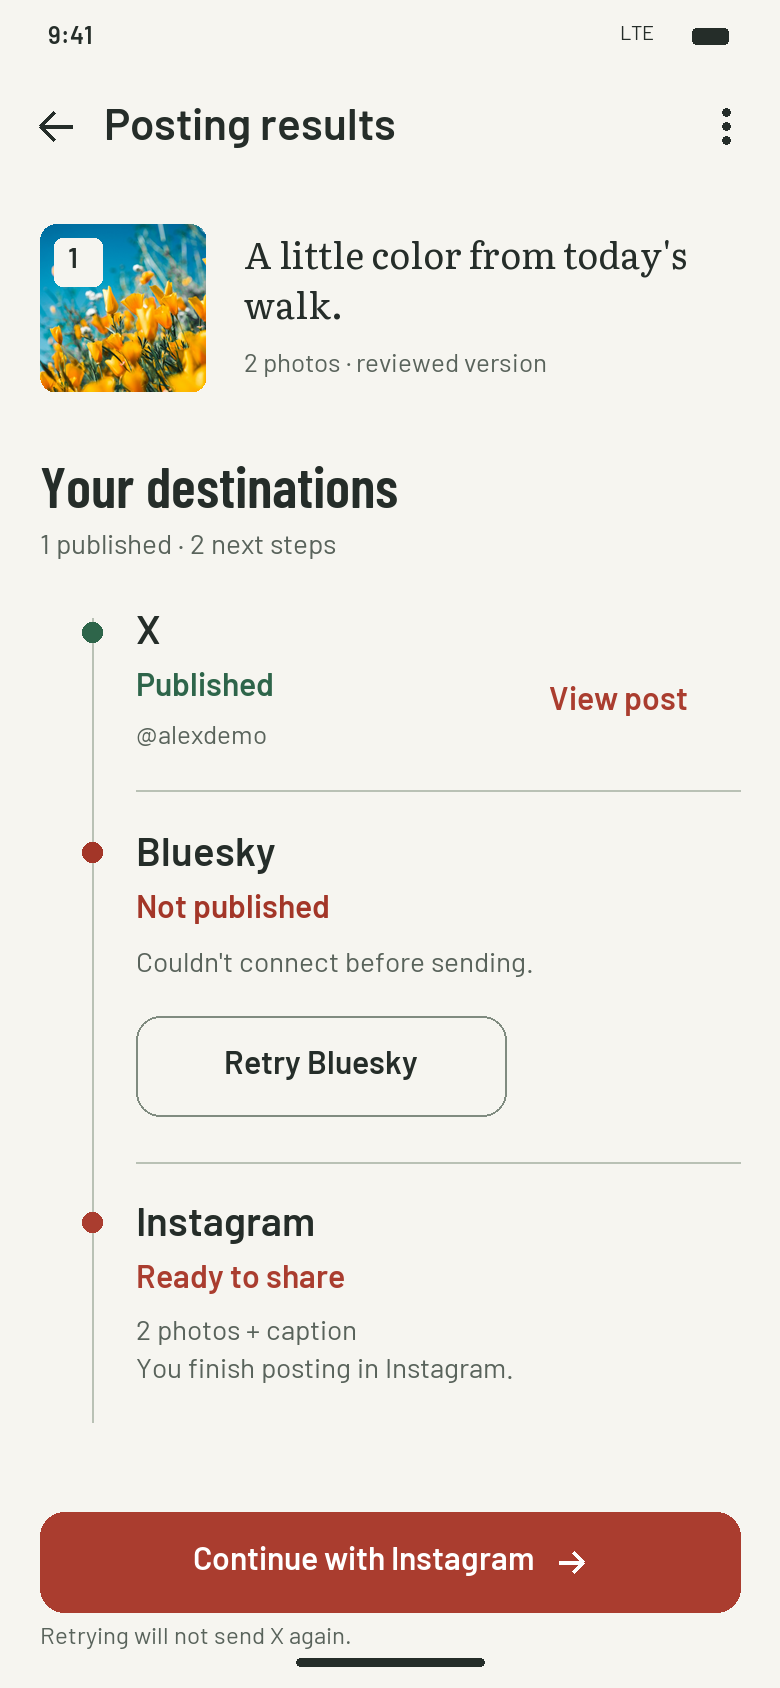 9:41
LTE
Posting results
1
A little color from today's
walk.
2 photos · reviewed version
Your destinations
1 published · 2 next steps
X
Published
View post
@alexdemo
Bluesky
Not published
Couldn't connect before sending.
Retry Bluesky
Instagram
Ready to share
2 photos + caption
You finish posting in Instagram.
Continue with Instagram →
Retrying will not send X again.